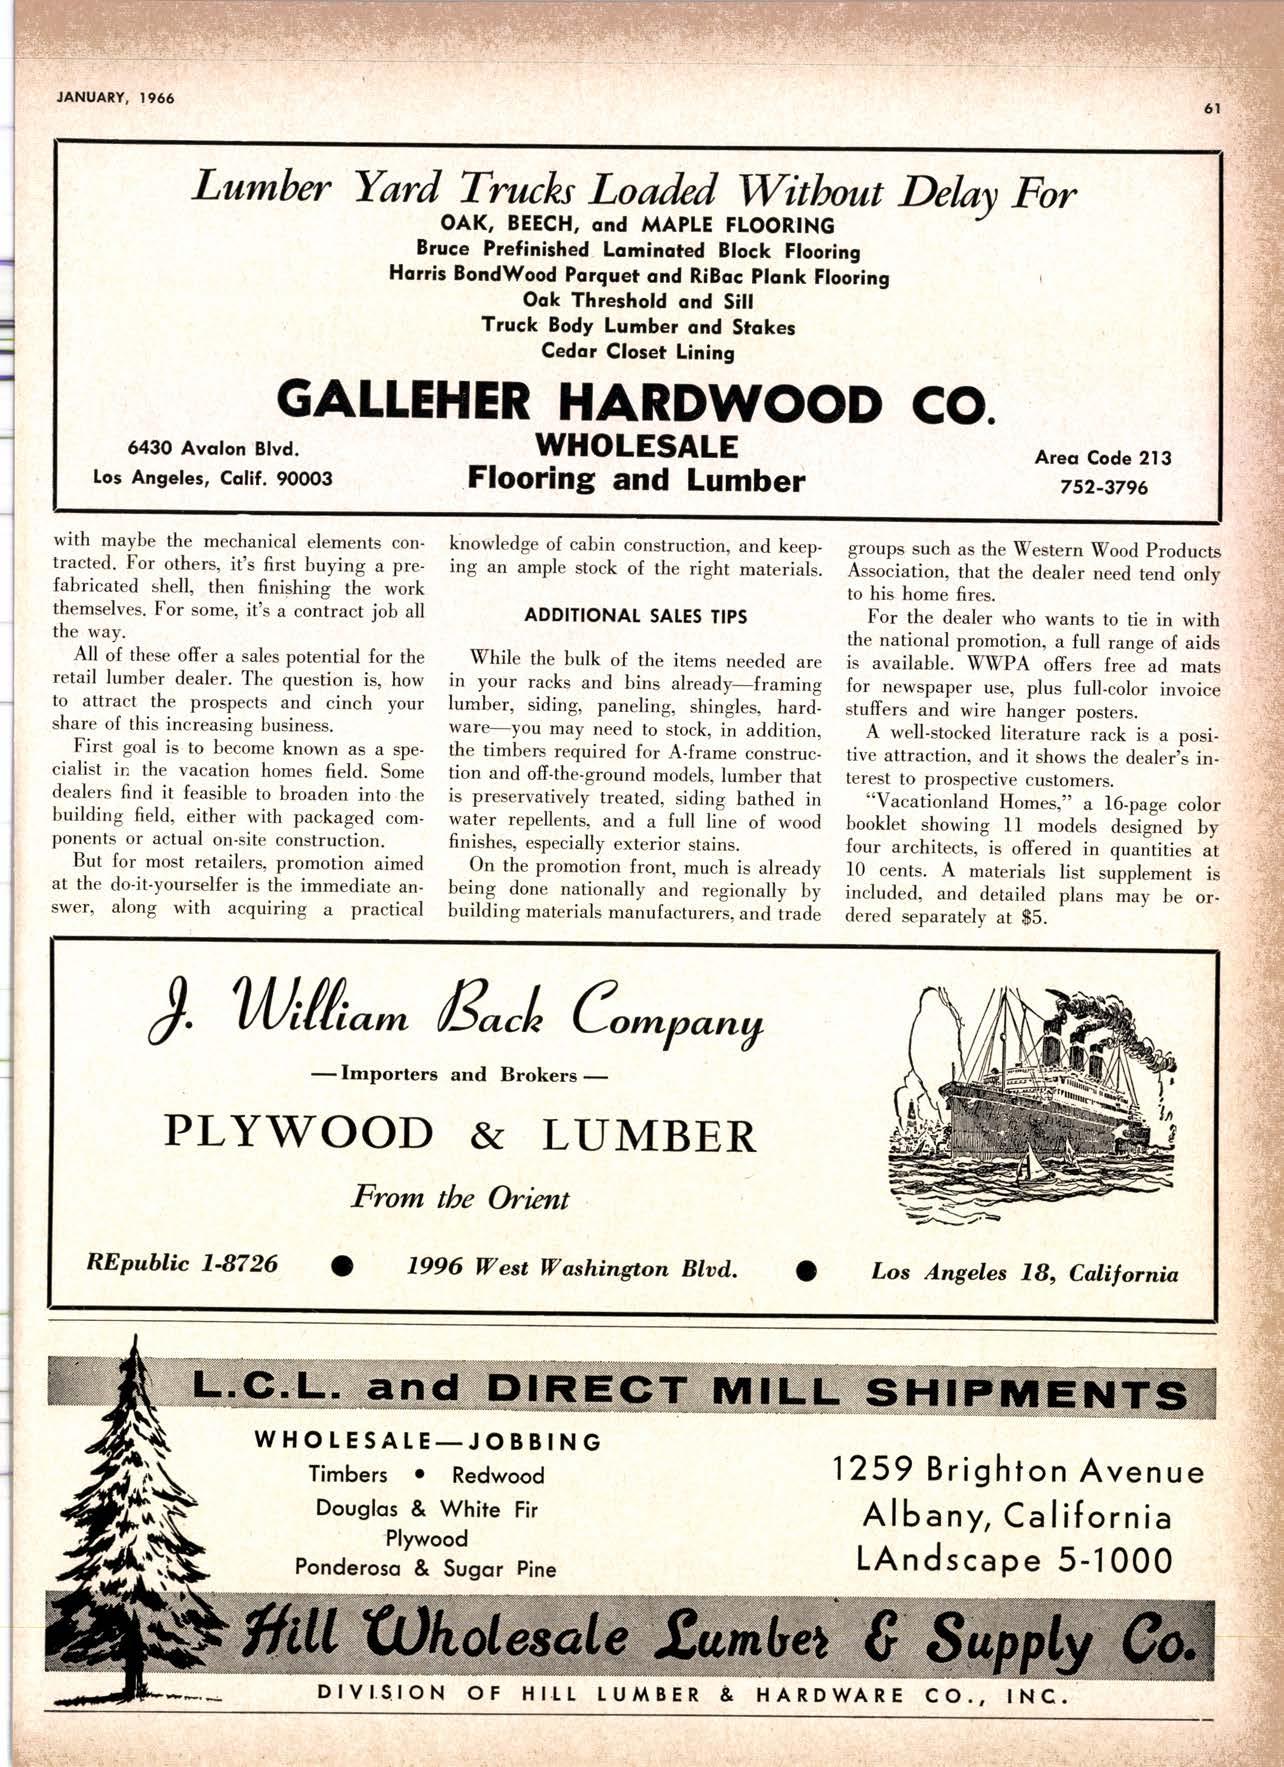 JANUARY, 1966
61
Lumber Yard Trucks Loaded Without Delay For
OAK, BEECH, and MAPLE FLOORING
Bruce Prefinished Laminated Block Flooring
Harris BondWood Parquet and RiBac Plank Flooring
Oak Threshold and Sill
Truck Body Lumber and Stakes
Cedar Closet Lining
GALLEHER HARDWOOD CO.
6430 Avalon Blvd.
Los Angeles, Calif. 90003
WHOLESALE
Flooring and Lumber
Area Code 213
752-3796
with maybe the mechanical elements con-
tracted. For others, it's first buying a pre-
fabricated shell, then finishing the work
themselves. For some, it's a contract job all
the way.
All of these offer a sales potential for the
retail lumber dealer. The question is, how
to attract the prospects and cinch your
share of this increasing business.
First goal is to become known as a spe-
cialist in the vacation homes field. Some
dealers find it feasible to broaden into the
building field, either with packaged com-
ponents or actual on-site construction.
But for most retailers, promotion aimed
at the do-it-yourselfer is the immediate an-
swer, along with acquiring a practical
knowledge of cabin construction, and keep-
ing an ample stock of the right materials.
ADDITIONAL SALES TIPS
While the bulk of the items needed are
in your racks and bins already—framing
lumber, siding, paneling, shingles, hard-
ware—you may need to stock, in addition,
the timbers required for A-frame construc-
tion and off-the-ground models, lumber that
is preservatively treated, siding bathed in
water repellents, and a full line of wood
finishes, especially exterior stains.
On the promotion front, much is already
being done nationally and regionally by
building materials manufacturers, and trade
groups such as the Western Wood Products
Association, that the dealer need tend only
to his home fires.
For the dealer who wants to tie in with
the national promotion, a full range of aids
is available. WWPA offers free ad mats
for newspaper use, plus full-color invoice
stuffers and wire hanger posters.
A well-stocked literature rack is a posi-
tive attraction, and it shows the dealer's in-
terest to prospective customers.
"Vacationland Homes," a 16-page color
booklet showing 11 models designed by
four architects, is offered in quantities at
10 cents. A materials list supplement is
included, and detailed plans may be or-
dered separately at $5.
J. William Back Company
—Importers and Brokers—
PLYWOOD & LUMBER
From the Orient
REpublic 1-8726 ● 1996 West Washington Blvd. ● Los Angeles 18, California
L.C.L. and DIRECT MILL SHIPMENTS
WHOLESALE—JOBBING
Timbers • Redwood
Douglas & White Fir
Plywood
Ponderosa & Sugar Pine
1259 Brighton Avenue
Albany, California
LAndscape 5-1000
Hill Wholesale Lumber & Supply Co.
DIVISION OF HILL LUMBER & HARDWARE CO., INC.